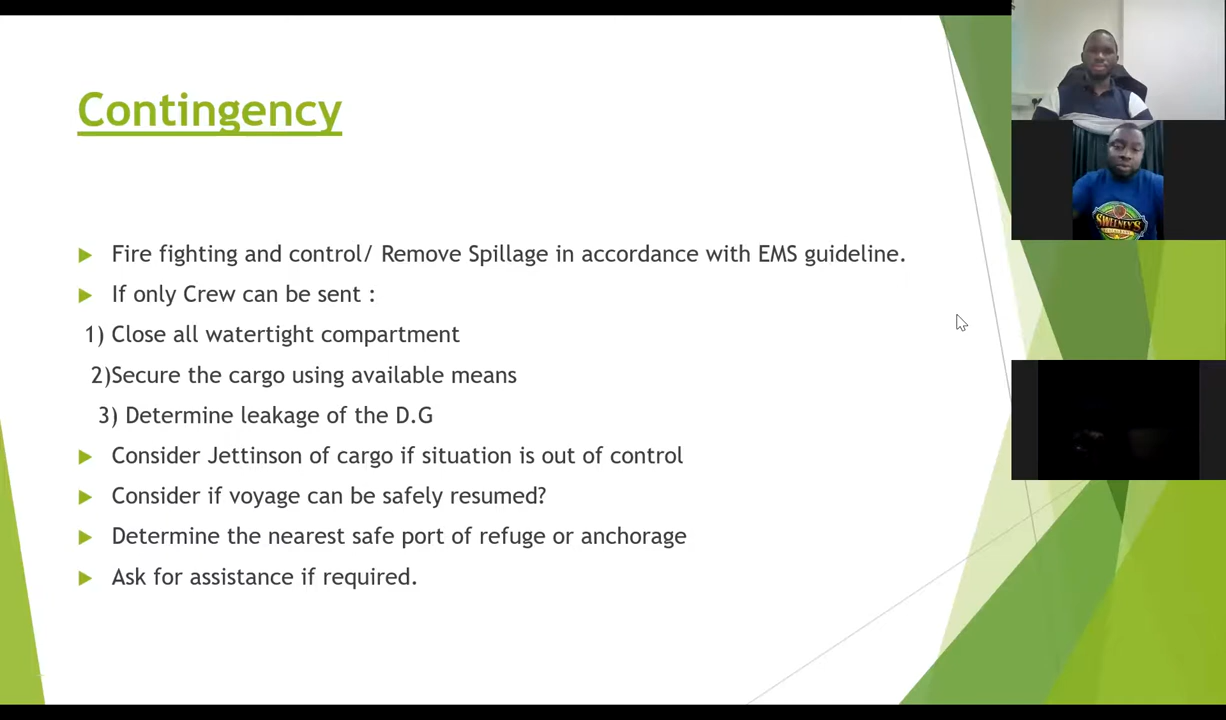 Contingency
Fire fighting and control/ Remove Spillage in accordance with EMS guideline.
If only Crew can be sent :
1) Close all watertight compartment
2)Secure the cargo using available means
3) Determine leakage of the D.G
Consider Jettinson of cargo if situation is out of control
Consider if voyage can be safely resumed?
Determine the nearest safe port of refuge or anchorage
Ask for assistance if required.
SWEENEY'S